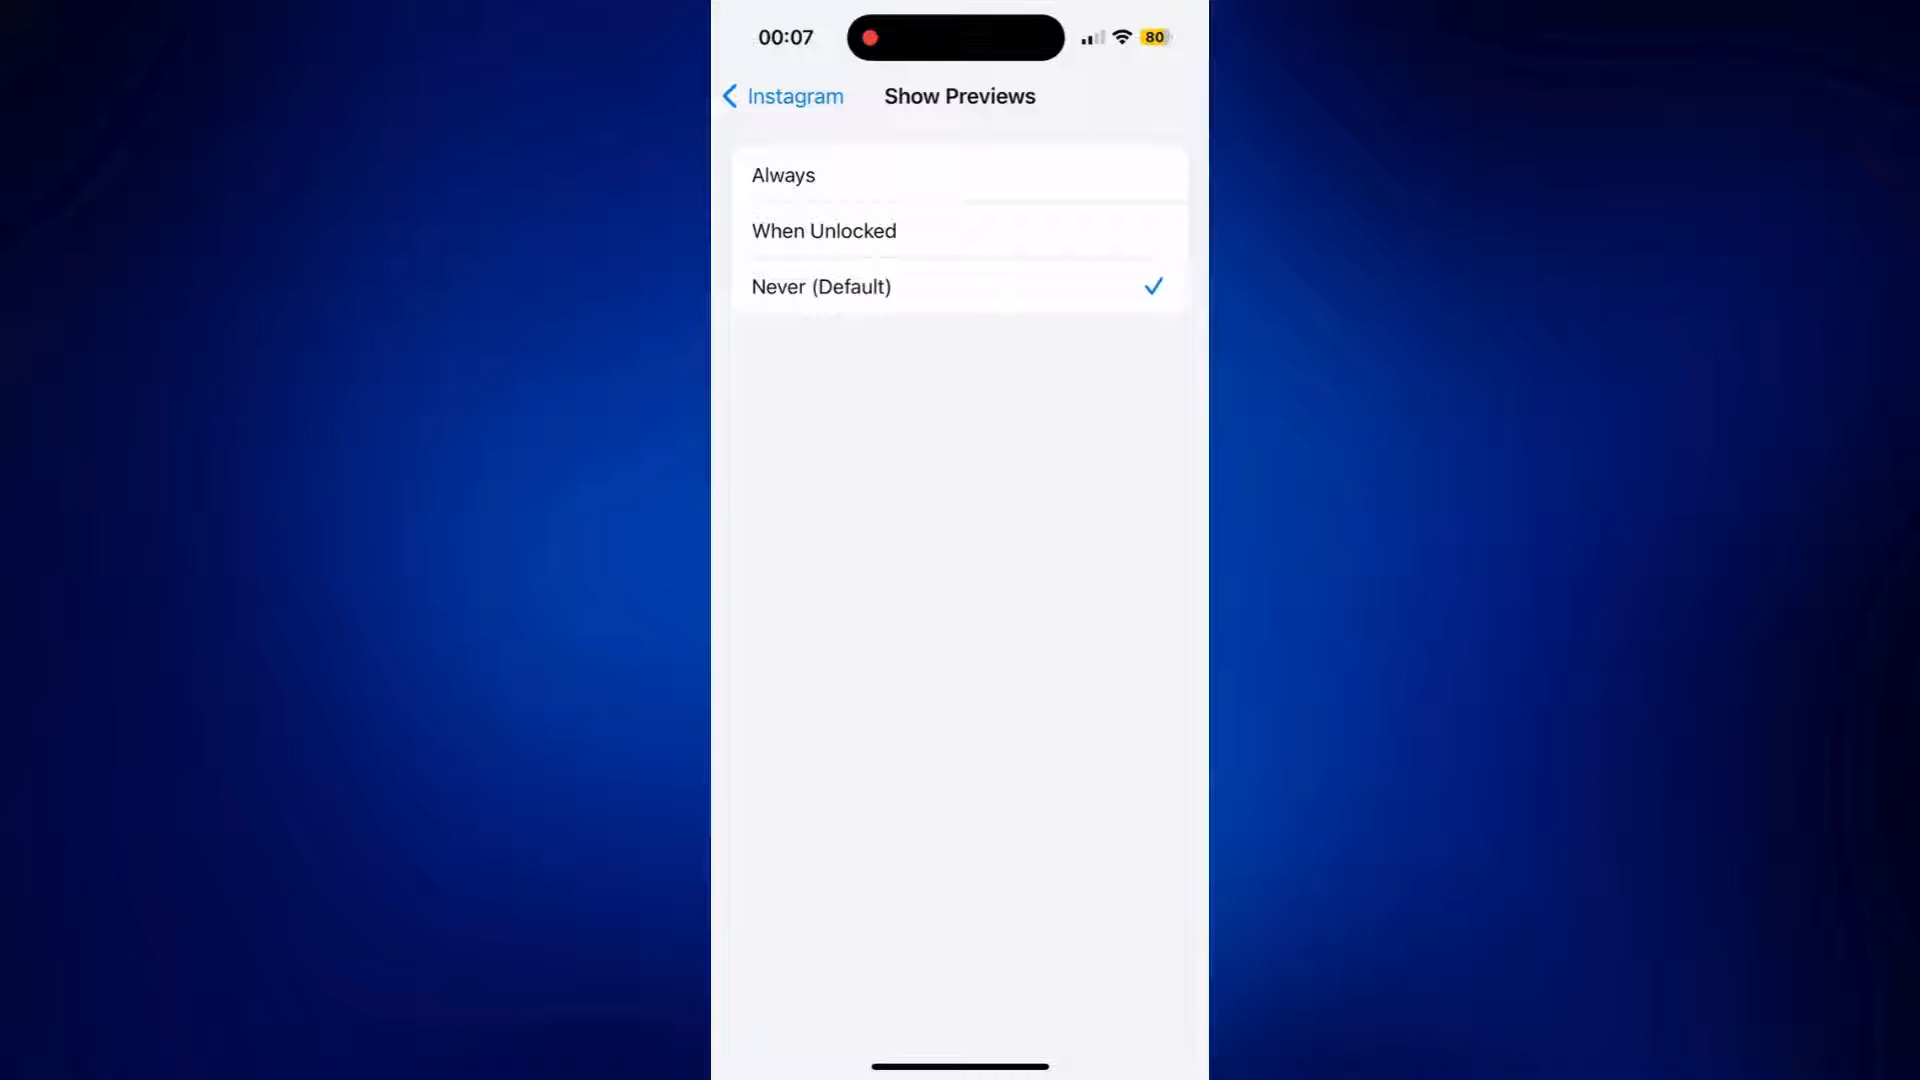 00:07
80
Instagram
Show Previews
Always
When Unlocked
Never (Default)